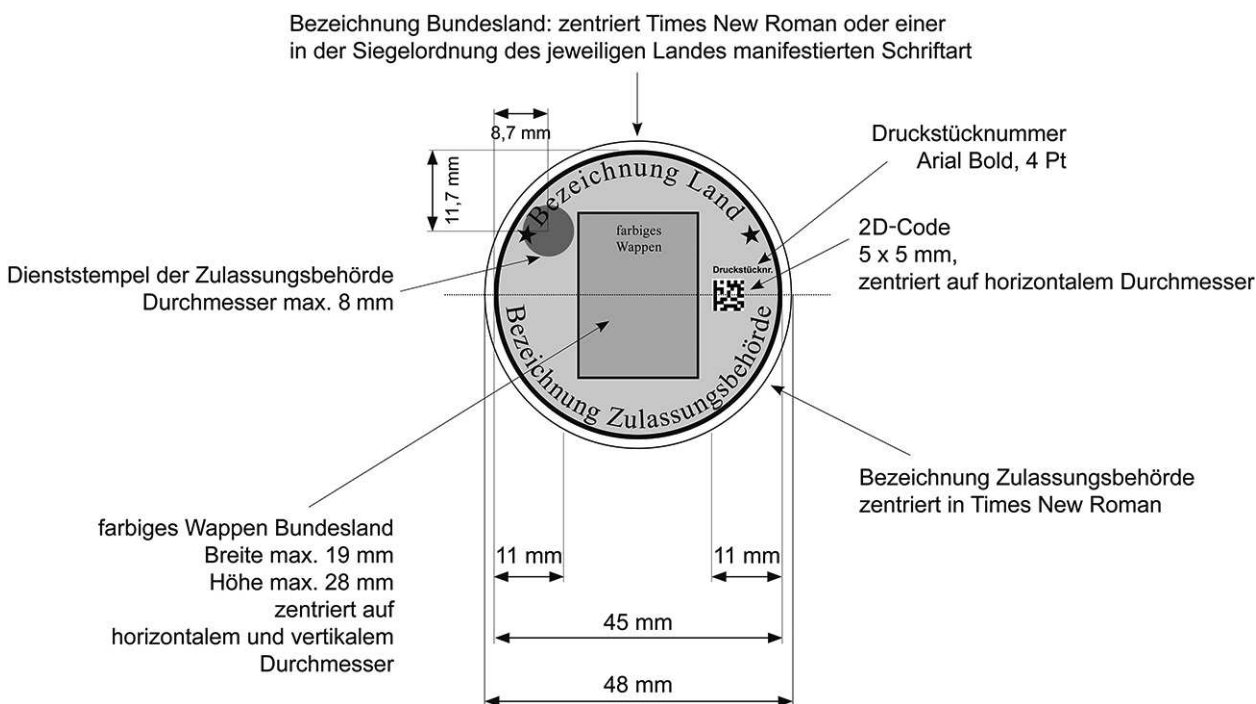 Bezeichnung Bundesland: zentriert Times New Roman oder einer
in der Siegelordnung des jeweiligen Landes manifestierten Schriftart
8,7 mm
11,7 mm
Druckstücknummer
Arial Bold, 4 Pt
Bezeichnung Land
farbiges
Wappen
2D-Code
5 x 5 mm,
zentriert auf horizontalem Durchmesser
Druckstücknr.
Dienststempel der Zulassungsbehörde
Durchmesser max. 8 mm
Bezeichnung Zulassungsbehörde
Bezeichnung Zulassungsbehörde
zentriert in Times New Roman
farbiges Wappen Bundesland
Breite max. 19 mm
Höhe max. 28 mm
zentriert auf
horizontalem und vertikalem
Durchmesser
11 mm
11 mm
45 mm
48 mm